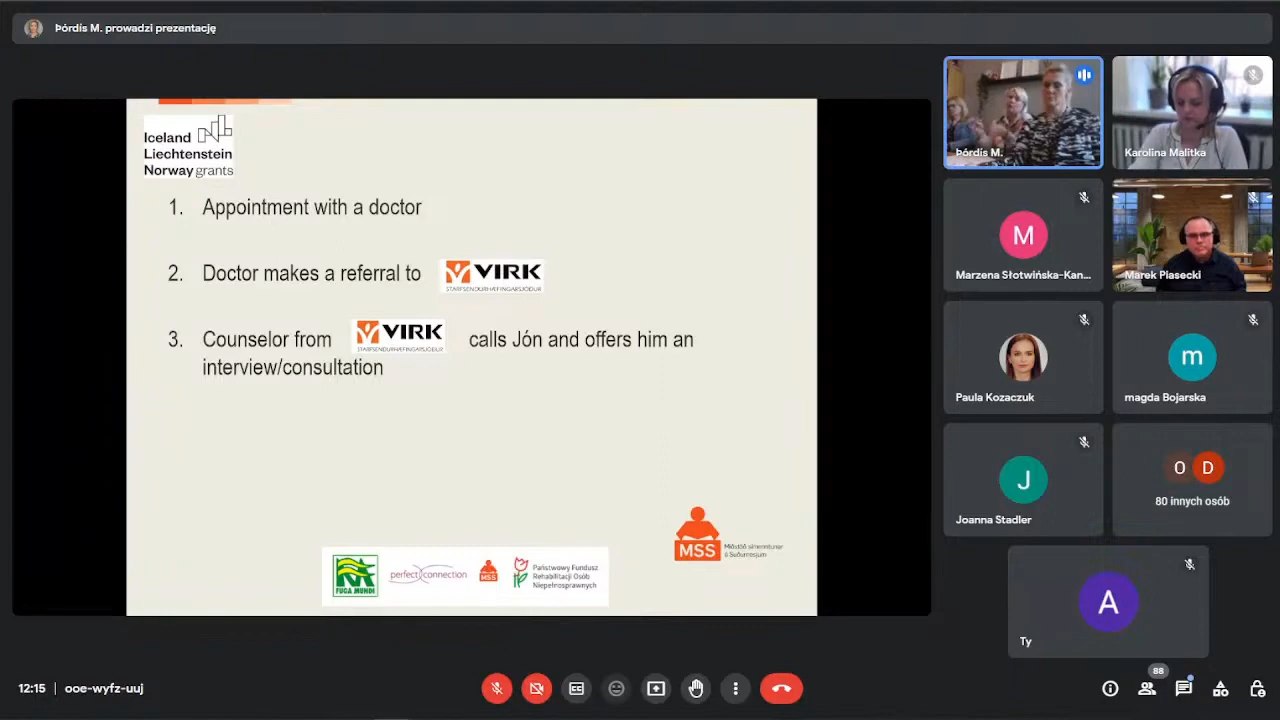 Þórdís M. prowadzi prezentację
Iceland
Liechtenstein
Norway grants
1. Appointment with a doctor
2. Doctor makes a referral to VIRK
STARFSENDURHÆFINGARSJÓÐUR
3. Counselor from VIRK calls Jón and offers him an
STARFSENDURHÆFINGARSJÓÐUR
interview/consultation
MSS Miðstöð símenntunar
á Suðurnesjum
FUGA MUNDI
perfect connection
MSS
Państwowy Fundusz
Rehabilitacji Osób
Niepełnosprawnych
Þórdís M.
Karolina Malitka
M
Marzena Słotwińska-Kan...
Marek Piasecki
Paula Kozaczuk
m
magda Bojarska
J
Joanna Stadler
O D
80 innych osób
A
Ty
12:15 | ooe-wyfz-uuj
88